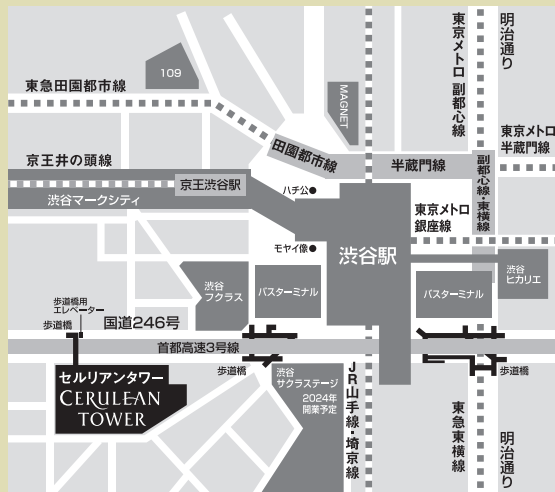 109
東急田園都市線
MAGNET
東京メトロ 副都心線
明治通り
東京メトロ
半蔵門線
田園都市線
半蔵門線
副都心線・東横線
京王井の頭線
京王渋谷駅
渋谷マークシティ
ハチ公●
東京メトロ
銀座線
モヤイ像●
渋谷駅
渋谷
フクラス
バスターミナル
バスターミナル
渋谷
ヒカリエ
歩道橋用
エレベーター
歩道橋
国道246号
首都高速3号線
歩道橋
歩道橋
セルリアンタワー
CERULEAN
TOWER
渋谷
サクラステージ
2024年
開業予定
JR山手線・埼京線
東急東横線
明治通り